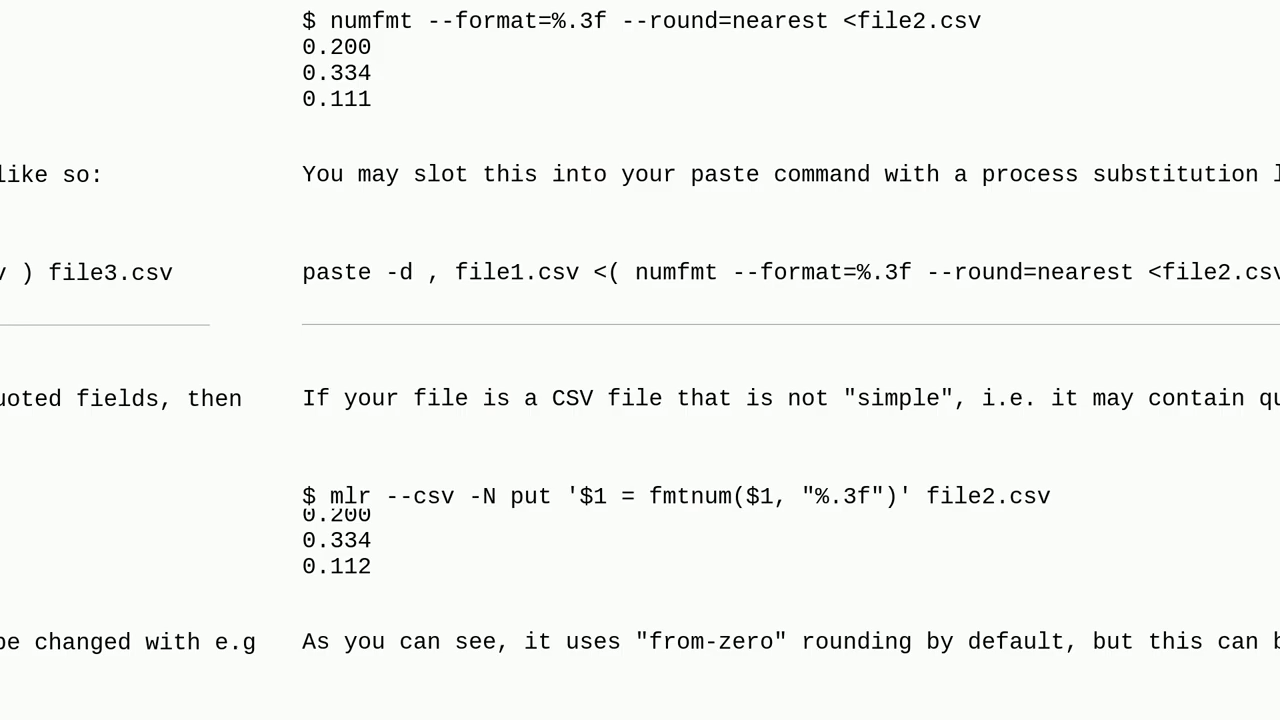 $ numfmt --format=%.3f --round=nearest <file2.csv
0.200
0.334
0.111
like so:
You may slot this into your paste command with a process substitution l
v ) file3.csv
paste -d , file1.csv <( numfmt --format=%.3f --round=nearest <file2.csv
uoted fields, then
If your file is a CSV file that is not "simple", i.e. it may contain qu
$ mlr --csv -N put '$1 = fmtnum($1, "%.3f")' file2.csv
0.200
0.334
0.112
be changed with e.g
As you can see, it uses "from-zero" rounding by default, but this can b